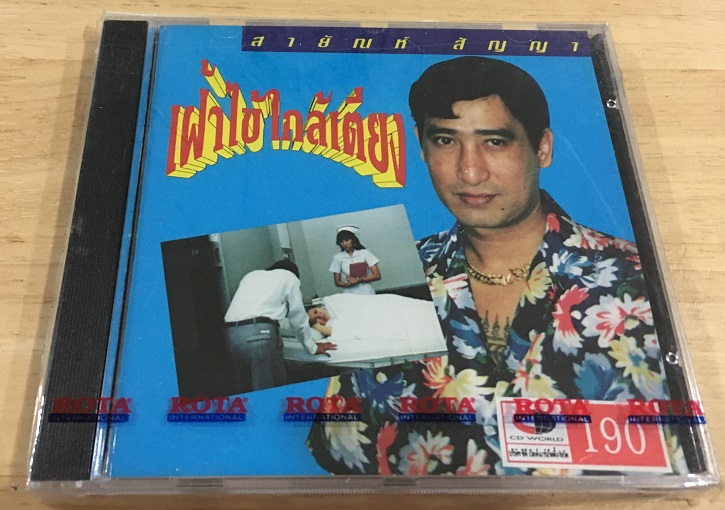 สายัณห์ สัญญา
เฝ้าไข้ใกล้เตียง
ROTA INTERNATIONAL ROTA INTERNATIONAL ROTA INTERNATIONAL ROTA INTERNATIONAL ROTA INTERNATIONAL ROTA INTERNATIONAL
CD WORLD
190